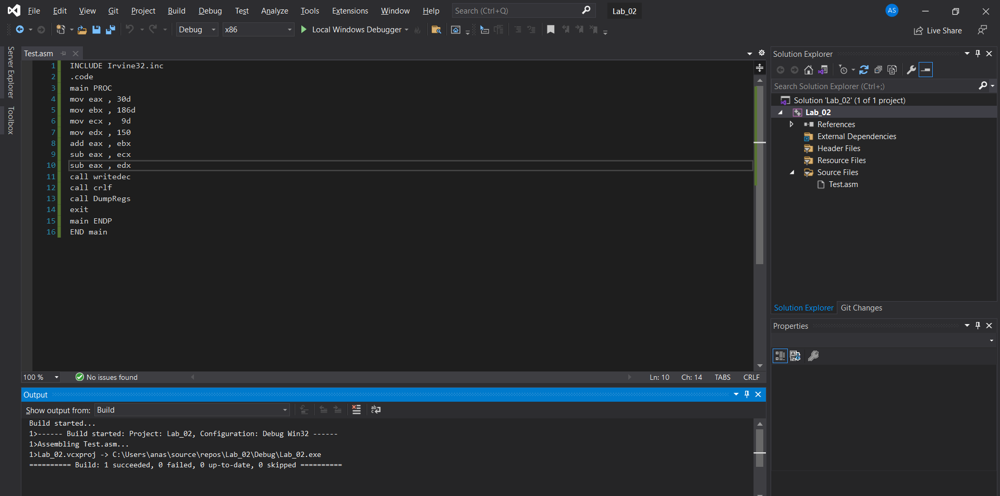 File Edit View Git Project Build Debug Test Analyze Tools Extensions Window Help Search (Ctrl+Q) Lab_02 AS
Debug x86 Local Windows Debugger Live Share
Server Explorer
Toolbox
Test.asm
1 INCLUDE Irvine32.inc
2 .code
3 main PROC
4 mov eax , 30d
5 mov ebx , 186d
6 mov ecx ,  9d
7 mov edx , 150
8 add eax , ebx
9 sub eax , ecx
10 sub eax , edx
11 call writedec
12 call crlf
13 call DumpRegs
14 exit
15 main ENDP
16 END main
100 % No issues found Ln: 10 Ch: 14 TABS CRLF
Output
Show output from: Build
Build started...
1>------ Build started: Project: Lab_02, Configuration: Debug Win32 ------
1>Assembling Test.asm...
1>Lab_02.vcxproj -> C:\Users\anas\source\repos\Lab_02\Debug\Lab_02.exe
========== Build: 1 succeeded, 0 failed, 0 up-to-date, 0 skipped ==========
Solution Explorer
Search Solution Explorer (Ctrl+;)
Solution 'Lab_02' (1 of 1 project)
Lab_02
References
External Dependencies
Header Files
Resource Files
Source Files
Test.asm
Solution Explorer Git Changes
Properties